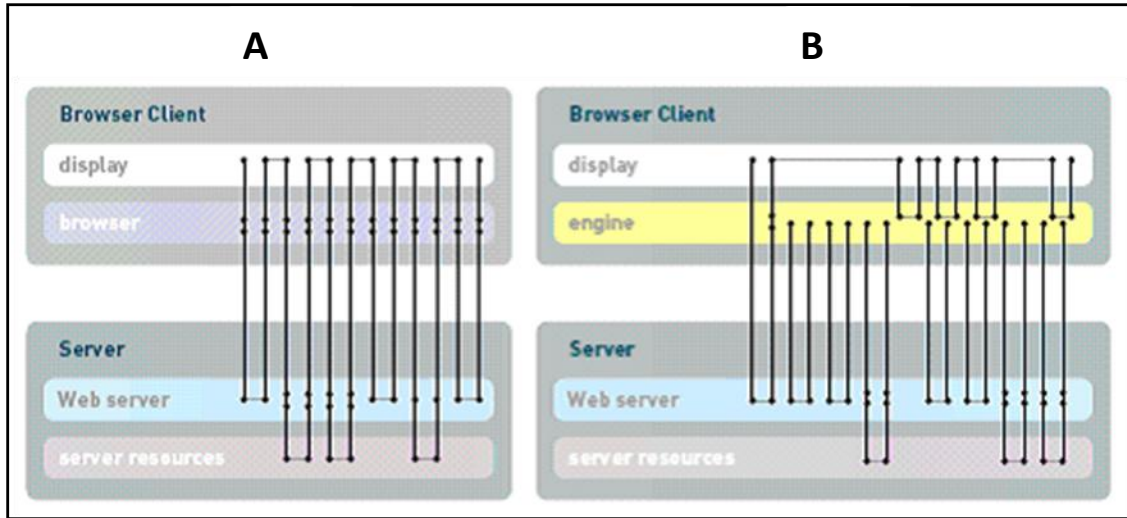 A
B
Browser Client
display
browser
Server
Web server
server resources
Browser Client
display
engine
Server
Web server
server resources